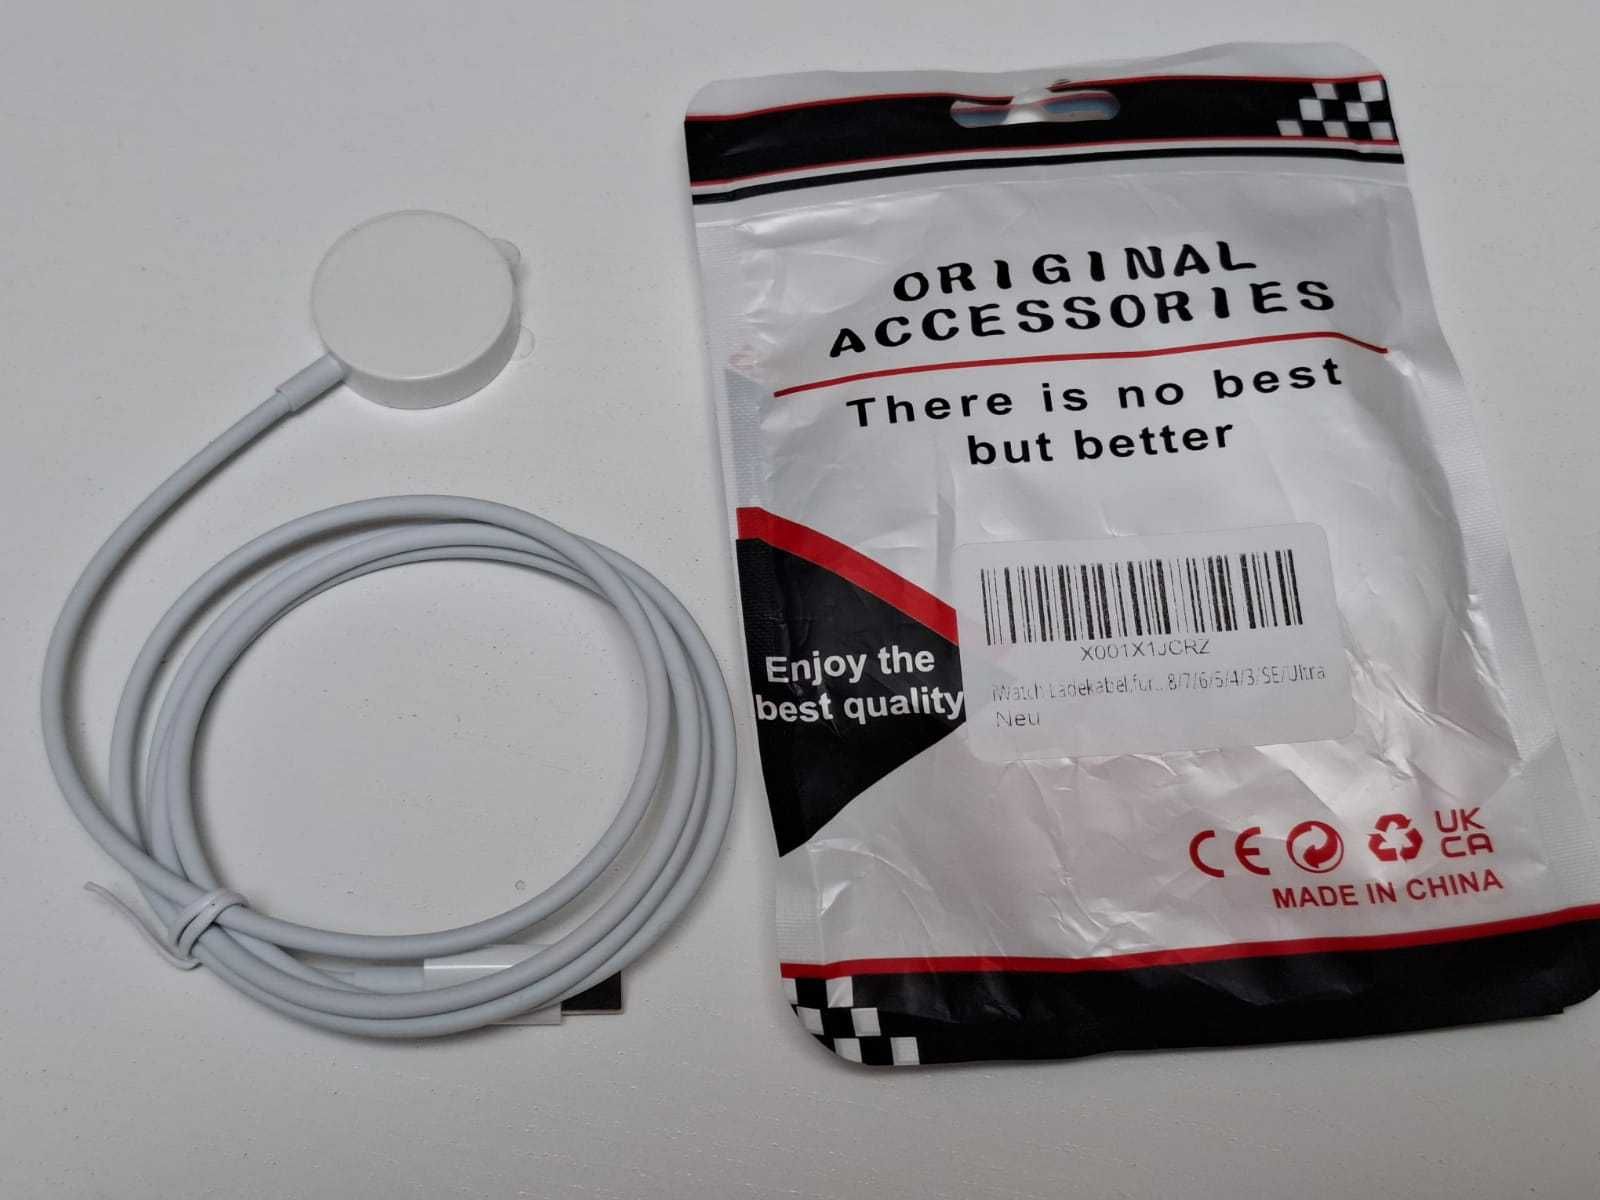 ORIGINAL
ACCESSORIES
There is no best
but better
Enjoy the
best quality
X001X1JCRZ
iWatch Ladekabel,für...8/7/6/5/4/3/SE/Ultra
Neu
CE
UK
CA
MADE IN CHINA